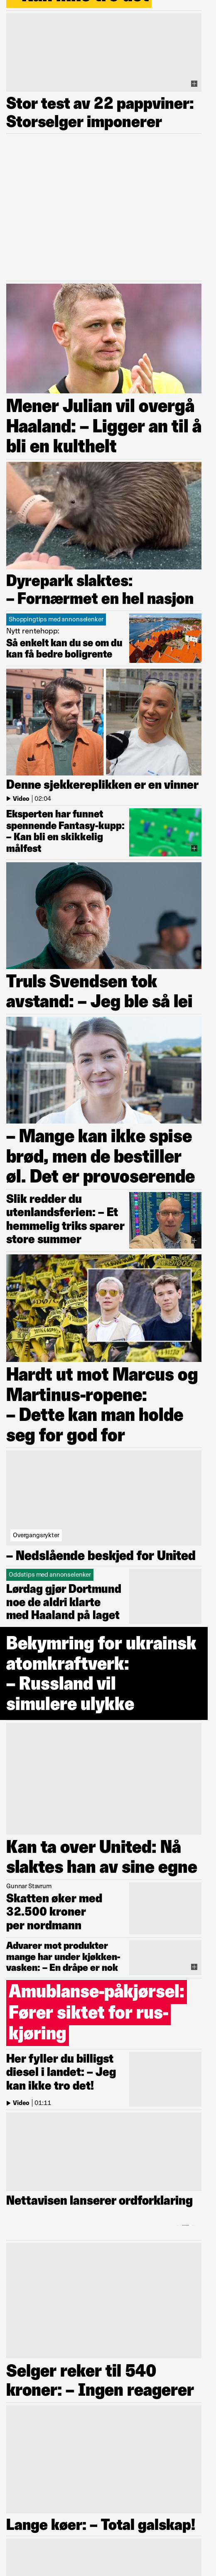 Stor test av 22 pappviner:
Storselger imponerer
Mener Julian vil overgå
Haaland: – Ligger an til å
bli en kulthelt
Dyrepark slaktes:
– Fornærmet en hel nasjon
Shoppingtips med annonselenker
Nytt rentehopp:
Så enkelt kan du se om du
kan få bedre boligrente
Denne sjekkereplikken er en vinner
Video | 02:04
Eksperten har funnet
spennende Fantasy-kupp:
– Kan bli en skikkelig
målfest
Truls Svendsen tok
avstand: – Jeg ble så lei
– Mange kan ikke spise
brød, men de bestiller
øl. Det er provoserende
Slik redder du
utenlandsferien: – Et
hemmelig triks sparer
store summer
Hardt ut mot Marcus og
Martinus-ropene:
– Dette kan man holde
seg for god for
Overgangsrykter
– Nedslående beskjed for United
Oddstips med annonselenker
Lørdag gjør Dortmund
noe de aldri klarte
med Haaland på laget
Bekymring for ukrainsk
atomkraftverk:
– Russland vil
simulere ulykke
Kan ta over United: Nå
slaktes han av sine egne
Gunnar Stavrum
Skatten øker med
32.500 kroner
per nordmann
Advarer mot produkter
mange har under kjøkken-
vasken: – En dråpe er nok
Amublanse-påkjørsel:
Fører siktet for rus-
kjøring
Her fyller du billigst
diesel i landet: – Jeg
kan ikke tro det!
Video | 01:11
Nettavisen lanserer ordforklaring
Selger reker til 540
kroner: – Ingen reagerer
Lange køer: – Total galskap!